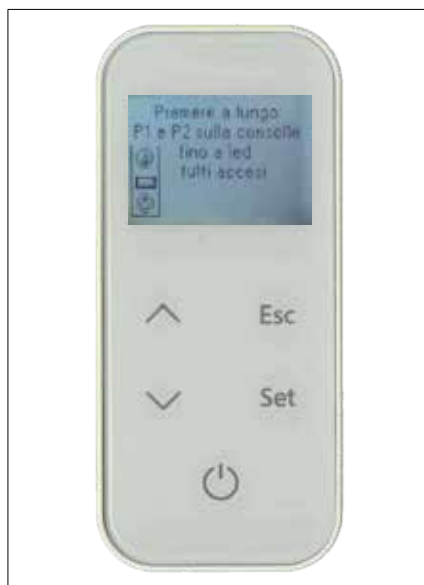 Premere a lungo
P1 e P2 sulla consolle
fino a led
tutti accesi
Esc
Set